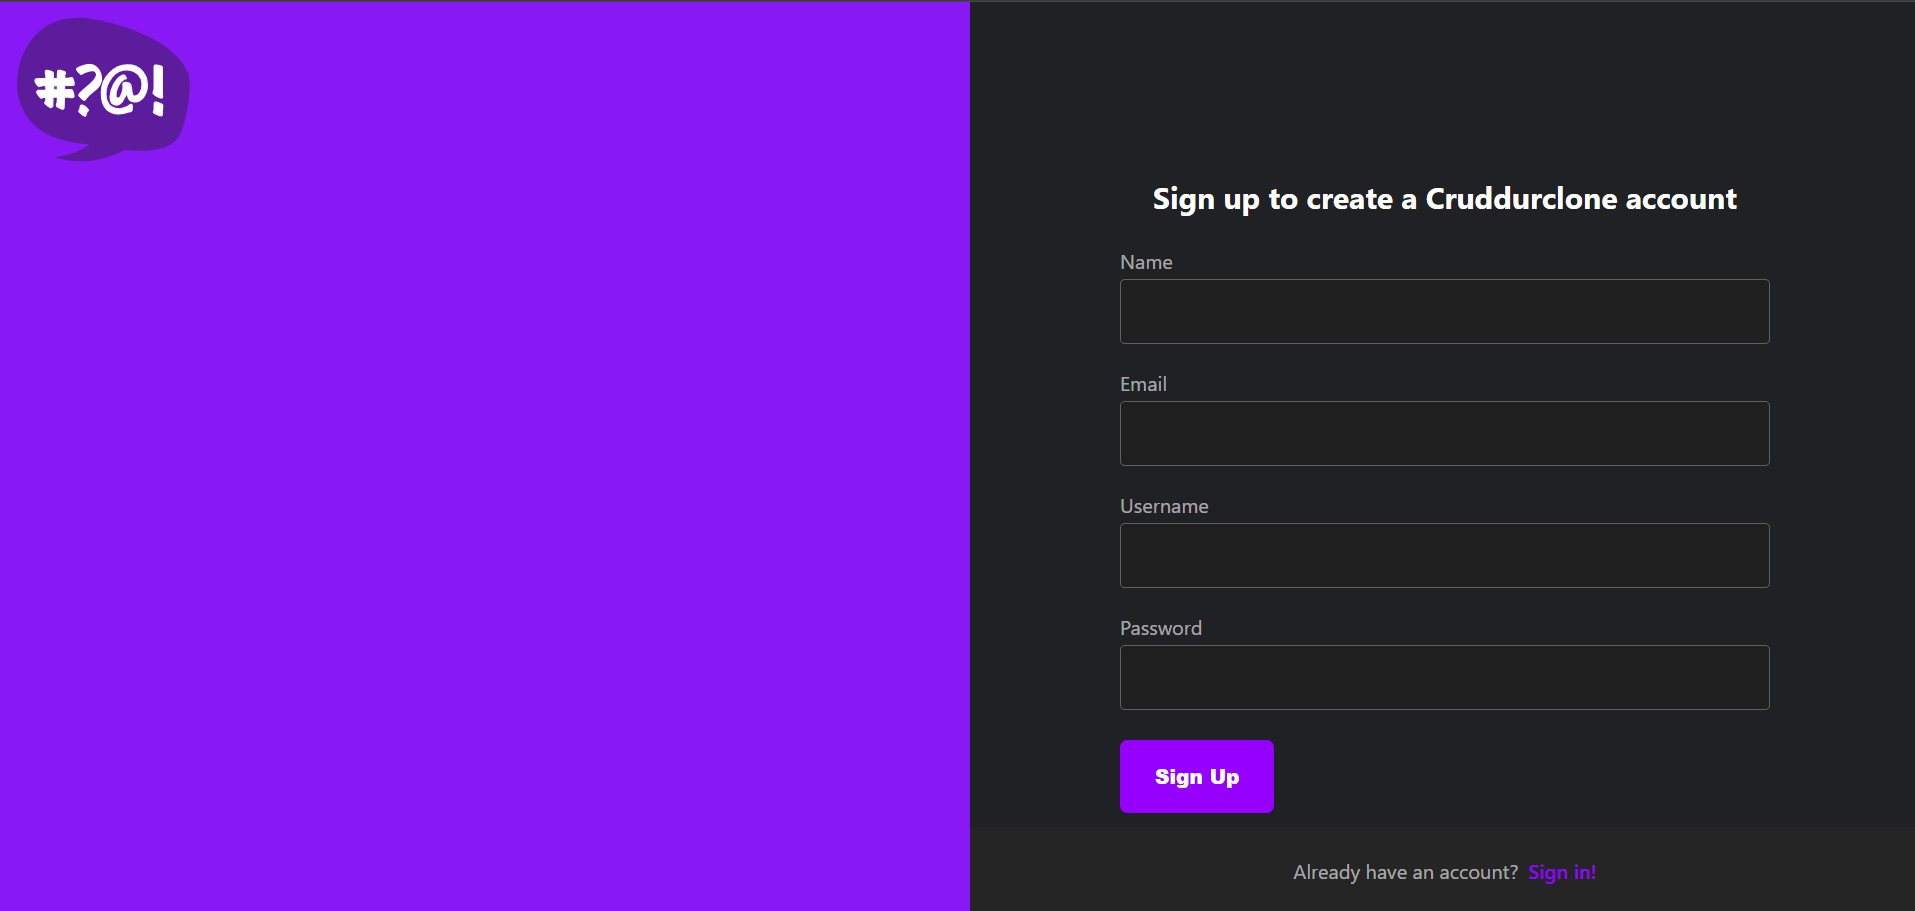 #?@!
Sign up to create a Cruddurclone account
Name
Email
Username
Password
Sign Up
Already have an account? Sign in!